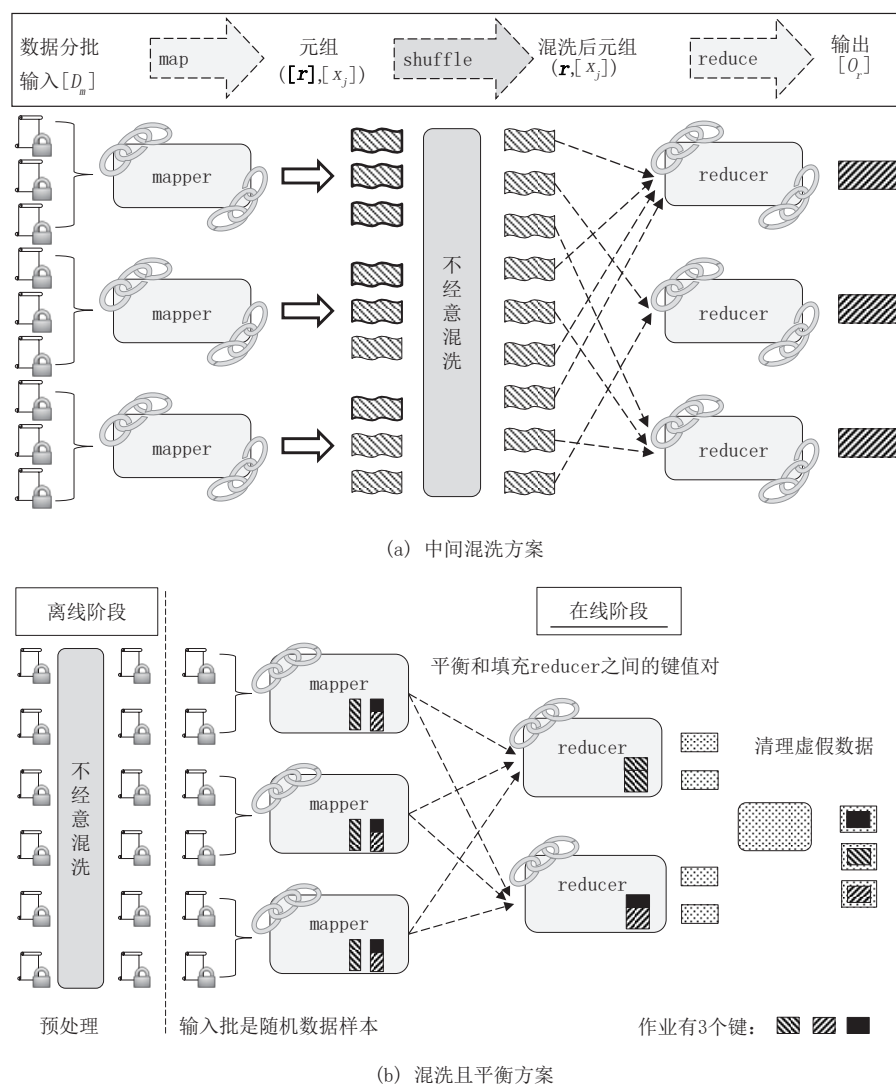 数据分批
输入[D_m]
map
元组
([r],[x_j])
shuffle
混洗后元组
(r,[x_j])
reduce
输出
[O_r]
mapper
mapper
mapper
不经意混洗
reducer
reducer
reducer
(a) 中间混洗方案
离线阶段
在线阶段
不经意混洗
平衡和填充reducer之间的键值对
mapper
mapper
mapper
reducer
reducer
清理虚假数据
预处理
输入批是随机数据样本
作业有3个键：
(b) 混洗且平衡方案